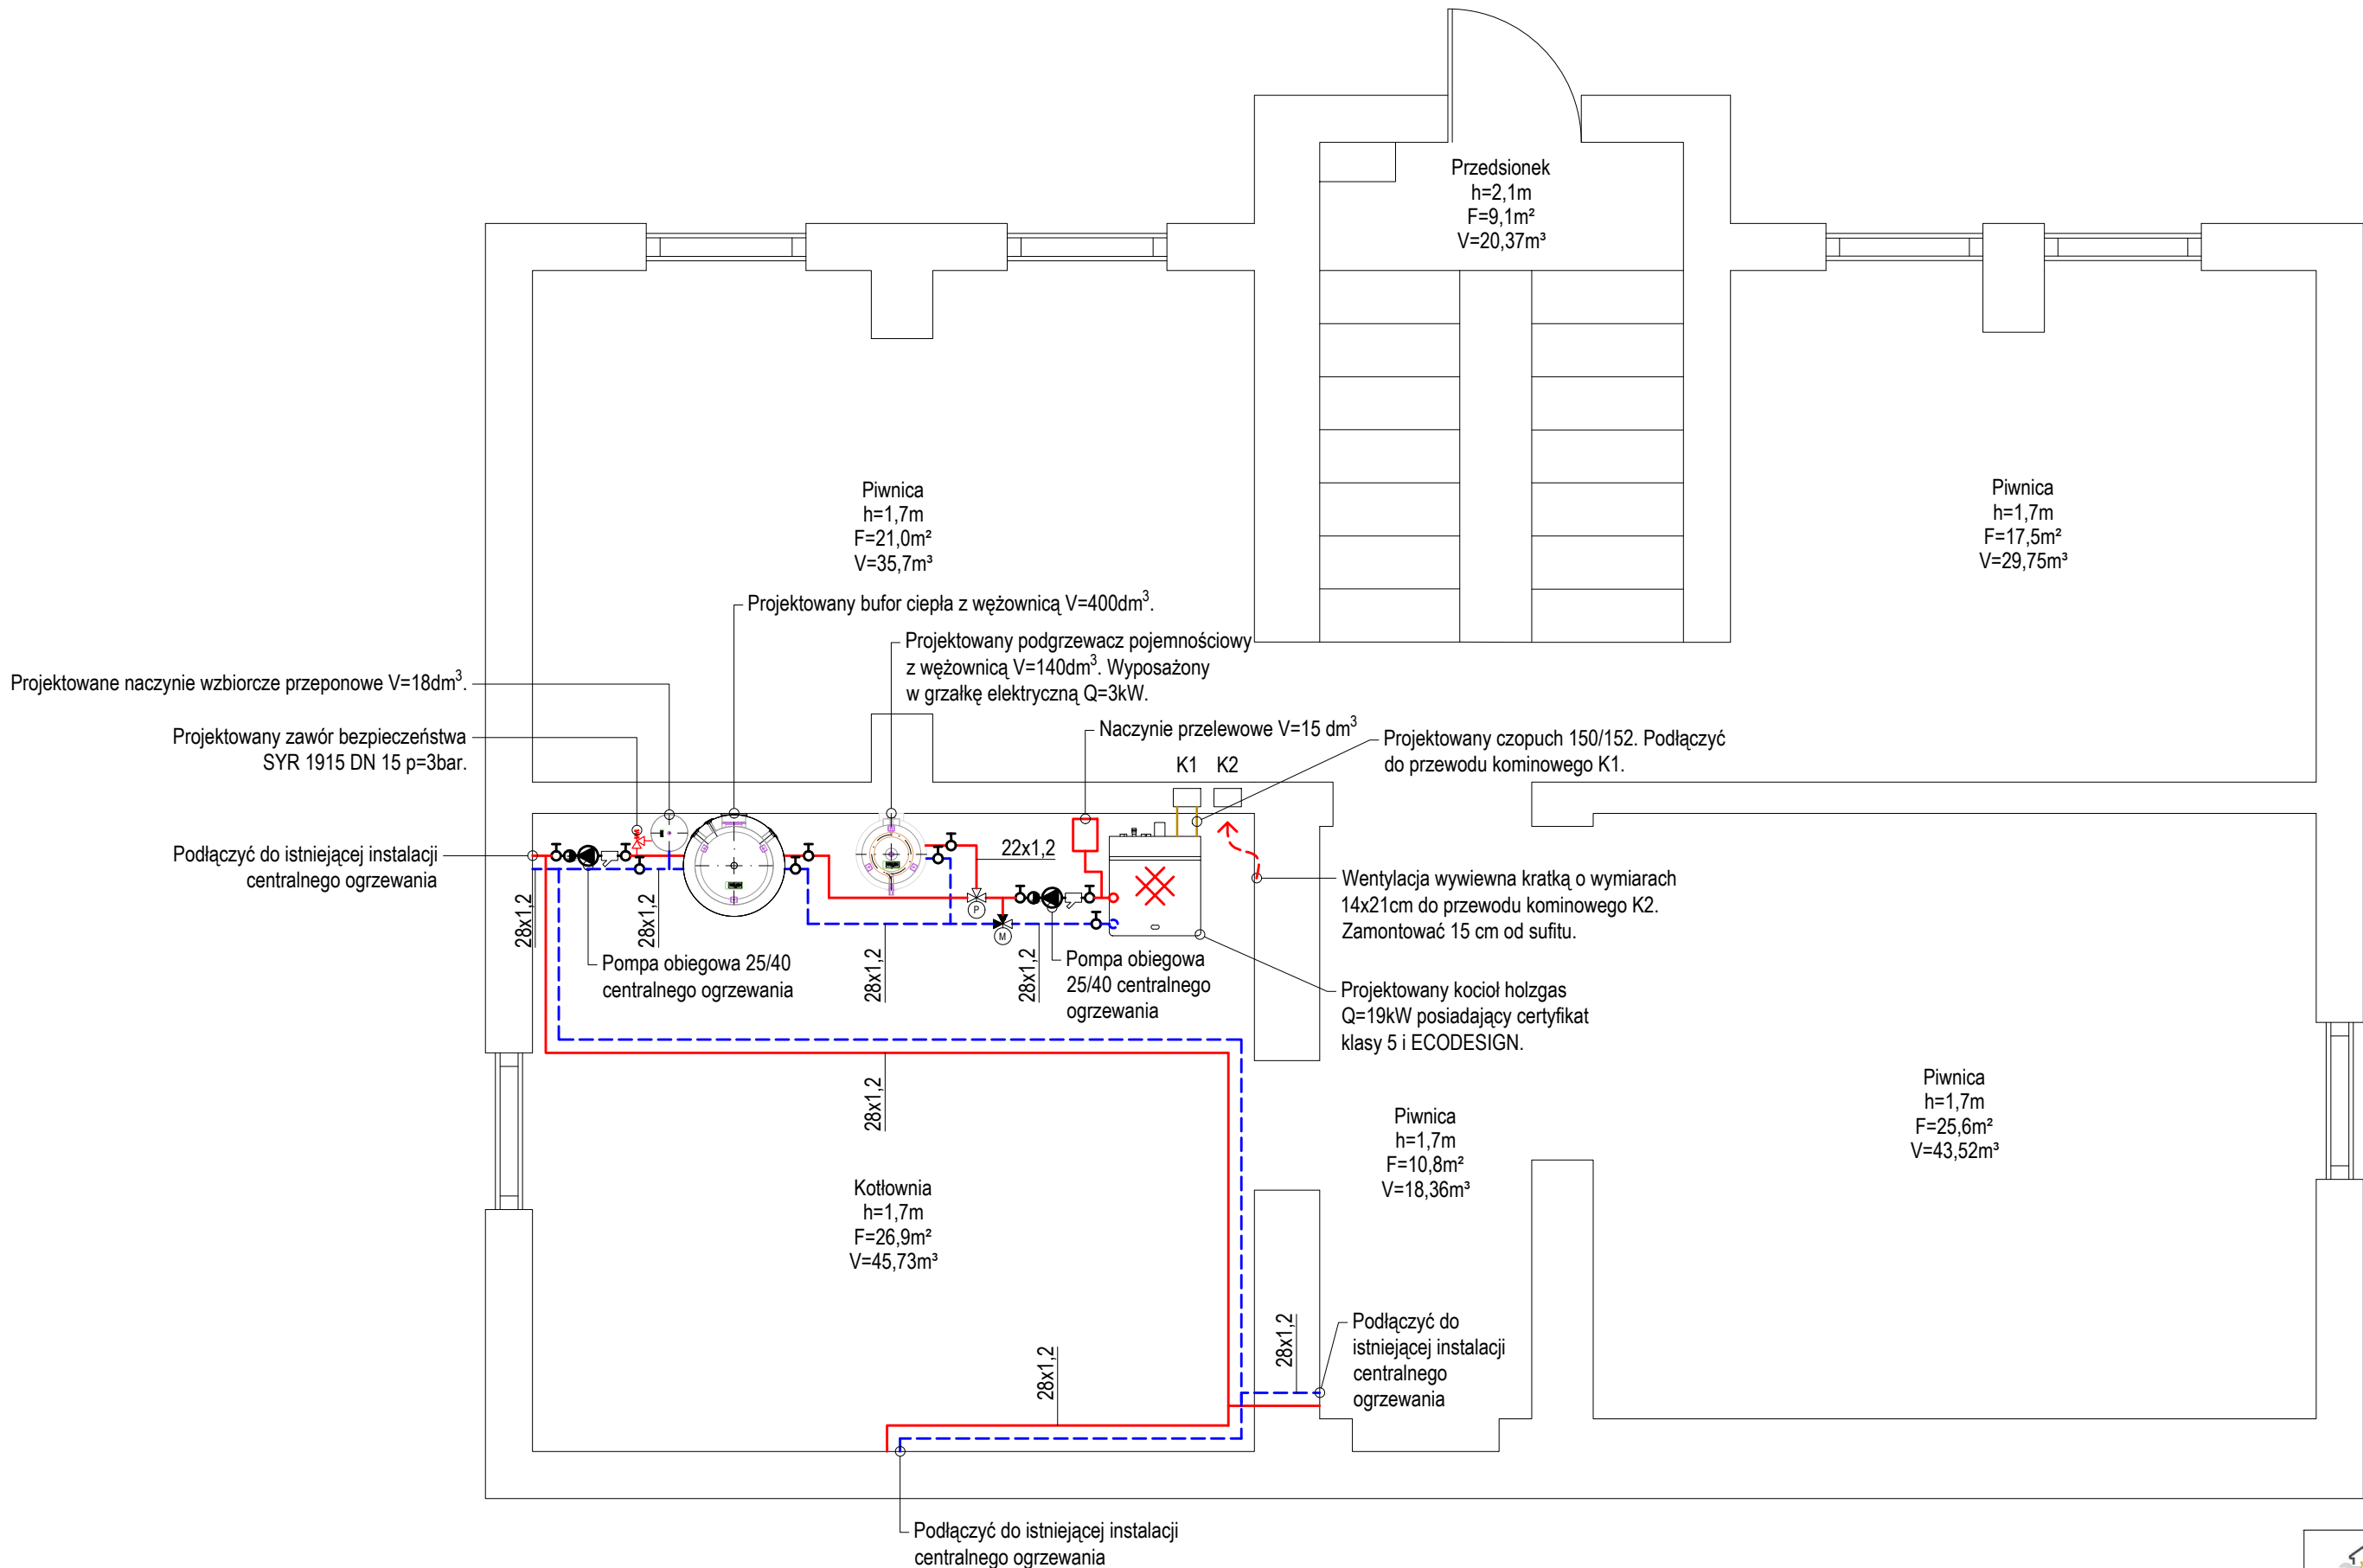 Przedsionek
h=2,1m
F=9,1m²
V=20,37m³
Piwnica
h=1,7m
F=21,0m²
V=35,7m³
Piwnica
h=1,7m
F=17,5m²
V=29,75m³
Projektowany bufor ciepła z wężownicą V=400dm³.
Projektowany podgrzewacz pojemnościowy
z wężownicą V=140dm³. Wyposażony
w grzałkę elektryczną Q=3kW.
Projektowane naczynie wzbiorcze przeponowe V=18dm³.
Projektowany zawór bezpieczeństwa
SYR 1915 DN 15 p=3bar.
Naczynie przelewowe V=15 dm³
Projektowany czopuch 150/152. Podłączyć
do przewodu kominowego K1.
K1
K2
Podłączyć do istniejącej instalacji
centralnego ogrzewania
22x1,2
P
M
Wentylacja wywiewna kratką o wymiarach
14x21cm do przewodu kominowego K2.
Zamontować 15 cm od sufitu.
28x1,2
28x1,2
28x1,2
28x1,2
Pompa obiegowa 25/40
centralnego ogrzewania
Pompa obiegowa
25/40 centralnego
ogrzewania
Projektowany kocioł holzgas
Q=19kW posiadający certyfikat
klasy 5 i ECODESIGN.
28x1,2
Piwnica
h=1,7m
F=10,8m²
V=18,36m³
Piwnica
h=1,7m
F=25,6m²
V=43,52m³
Kotłownia
h=1,7m
F=26,9m²
V=45,73m³
28x1,2
28x1,2
Podłączyć do
istniejącej instalacji
centralnego
ogrzewania
Podłączyć do istniejącej instalacji
centralnego ogrzewania